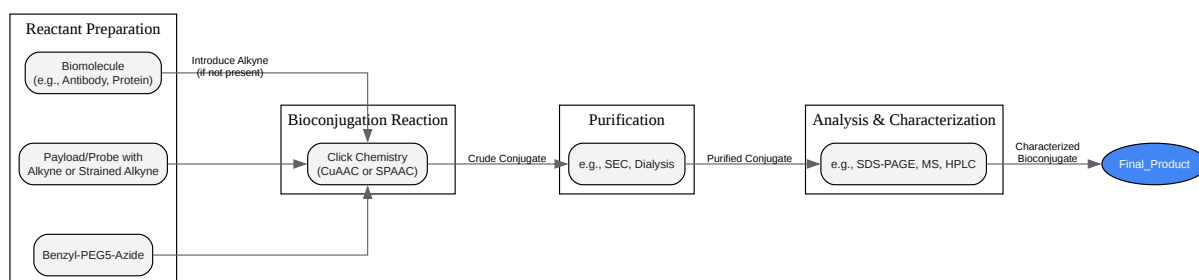 Reactant Preparation
Biomolecule
(e.g., Antibody, Protein)
Introduce Alkyne
(if not present)
Payload/Probe with
Alkyne or Strained Alkyne
Benzyl-PEG5-Azide
Bioconjugation Reaction
Click Chemistry
(CuAAC or SPAAC)
Crude Conjugate
Purification
e.g., SEC, Dialysis
Purified Conjugate
Analysis & Characterization
e.g., SDS-PAGE, MS, HPLC
Characterized
Bioconjugate
Final_Product